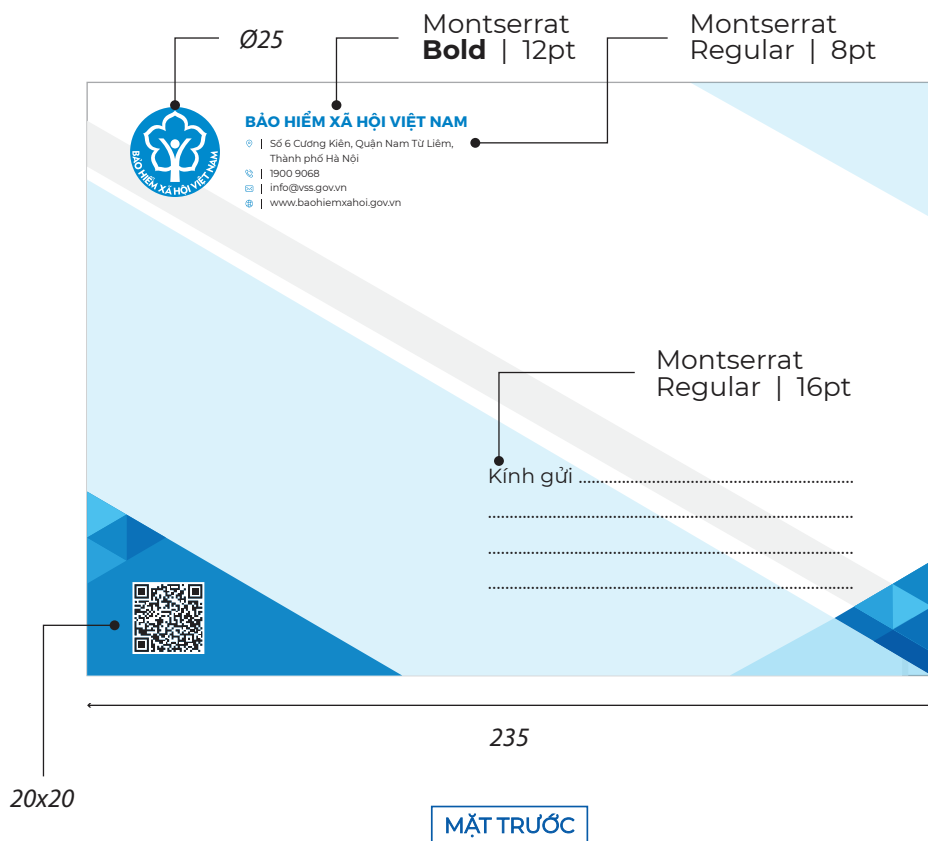 Ø25
Montserrat
Bold | 12pt
Montserrat
Regular | 8pt
BẢO HIỂM XÃ HỘI VIỆT NAM
BẢO HIỂM XÃ HỘI VIỆT NAM
| Số 6 Cương Kiên, Quận Nam Từ Liêm,
Thành phố Hà Nội
| 1900 9068
| info@vss.gov.vn
| www.baohiemxahoi.gov.vn
Montserrat
Regular | 16pt
Kính gửi ..........................................................
..............................................................................
..............................................................................
..............................................................................
235
20x20
MẶT TRƯỚC